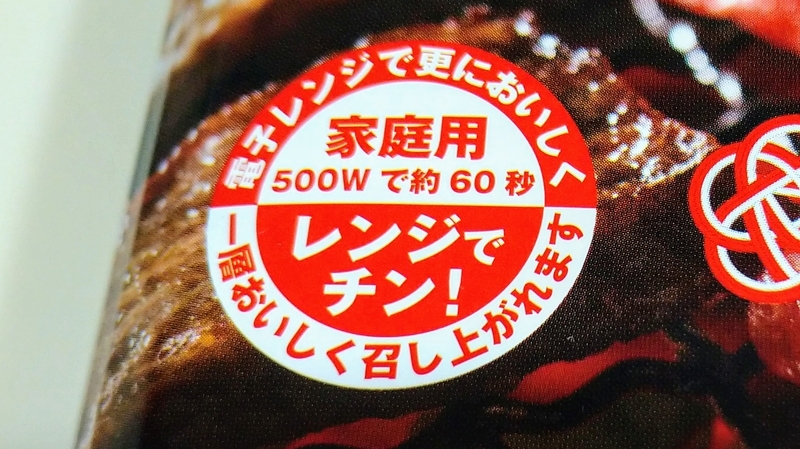 電子レンジで更においしく
家庭用
500W で約 60 秒
レンジで
チン!
一層おいしく召し上がれます